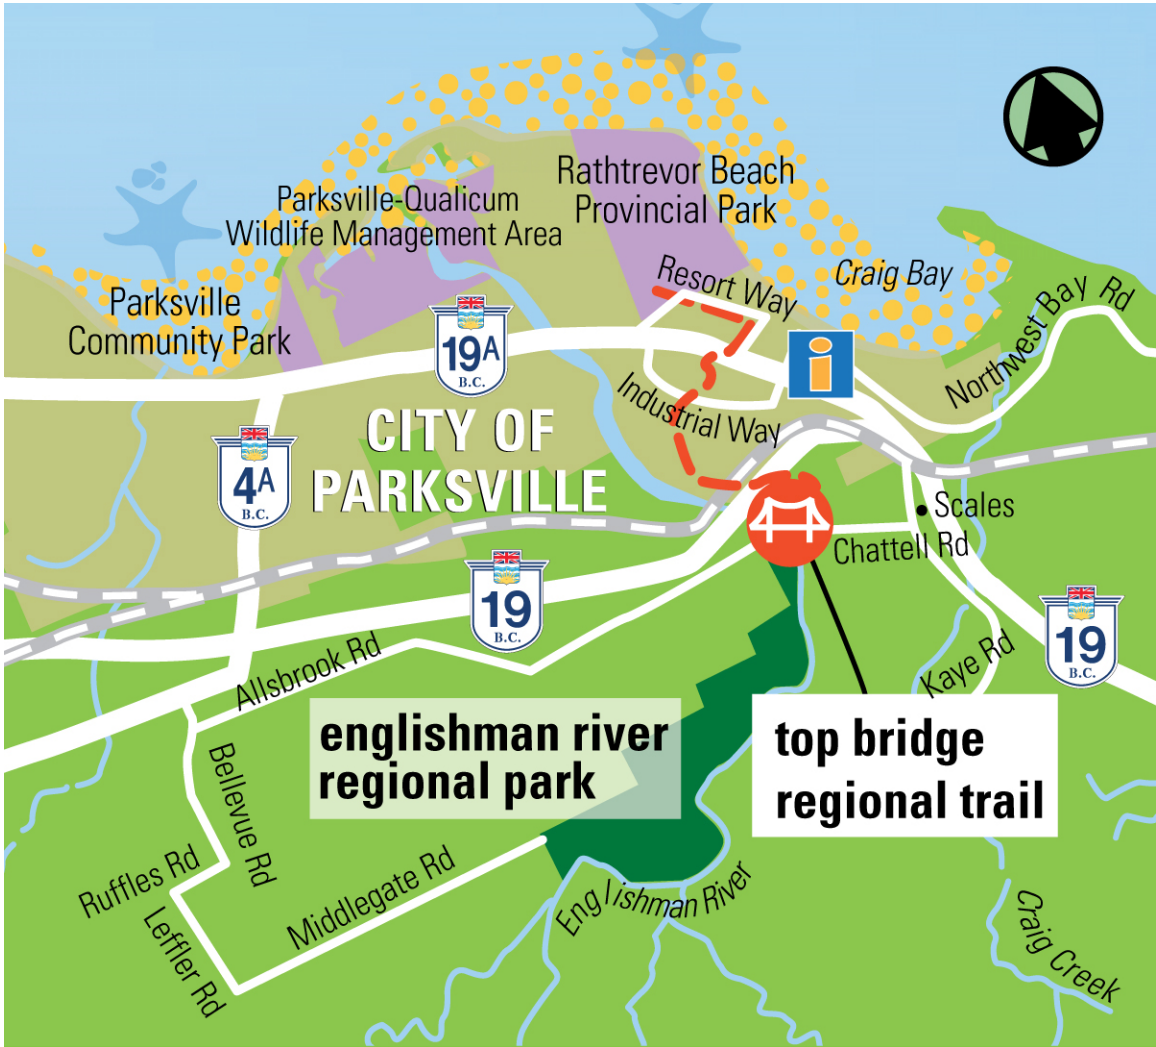 Rathtrevor Beach
Provincial Park
Parksville-Qualicum
Wildlife Management Area
Resort Way
Craig Bay
Northwest Bay Rd
Parksville
Community Park
19A
B.C.
i
Industrial Way
CITY OF
PARKSVILLE
4A
B.C.
Scales
Chattell Rd
19
B.C.
19
B.C.
Allsbrook Rd
Kaye Rd
englishman river
regional park
top bridge
regional trail
Bellevue Rd
Ruffles Rd
Leffler Rd
Middlegate Rd
Englishman River
Craig Creek